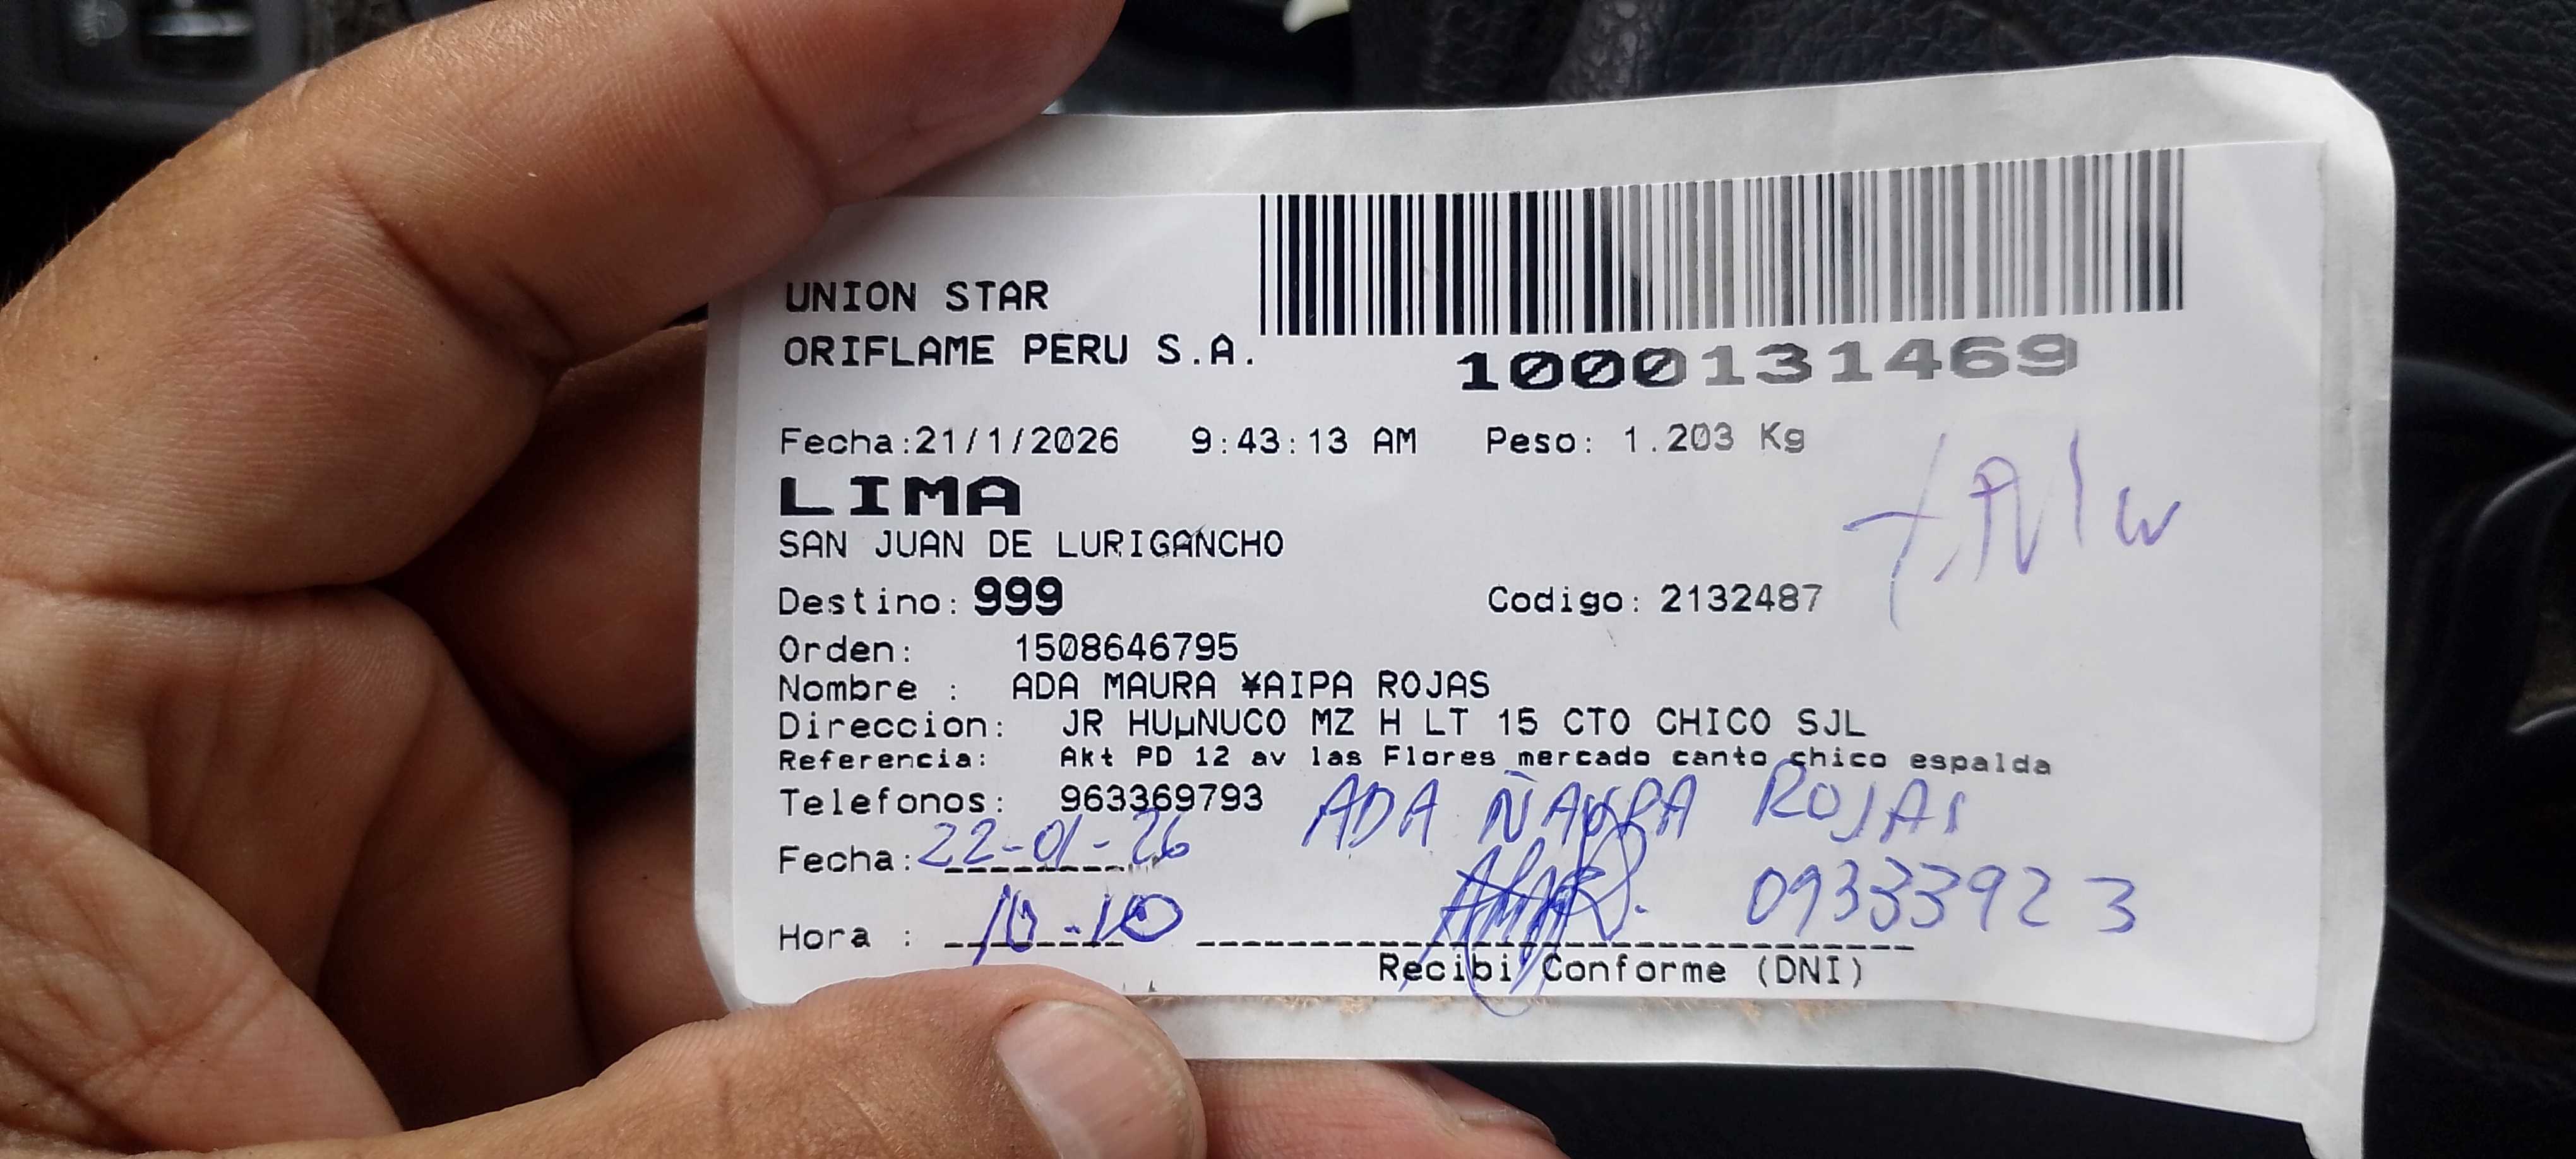 UNION STAR
ORIFLAME PERU S.A.
1000131469
Fecha:21/1/2026 9:43:13 AM Peso: 1.203 Kg
LIMA
SAN JUAN DE LURIGANCHO
Destino: 999 Codigo: 2132487
Orden: 1508646795
Nombre : ADA MAURA ¥AIPA ROJAS
Direccion: JR HUµNUCO MZ H LT 15 CTO CHICO SJL
Referencia: Akt PD 12 av las Flores mercado canto chico espalda
Telefonos: 963369793
ADA ROJAS
Fecha: 22-01-26
09333923
Hora : 10-10
Recibi Conforme (DNI)